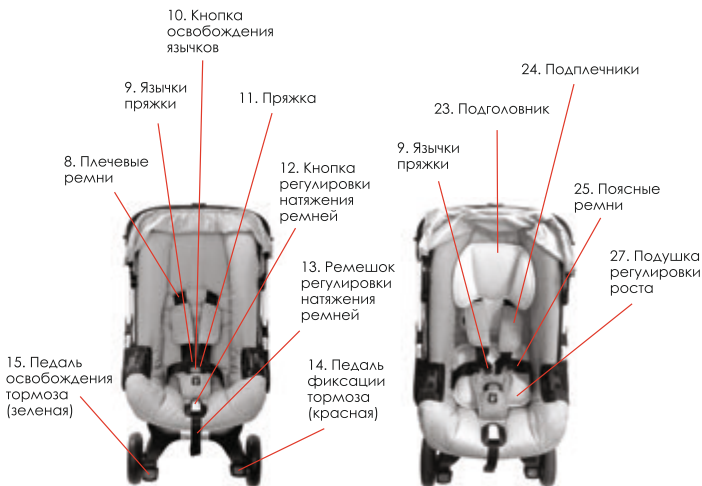 10. Кнопка
освобождения
язычков
9. Язычки
пряжки
11. Пряжка
8. Плечевые
ремни
12. Кнопка
регулировки
натяжения
ремней
13. Ремешок
регулировки
натяжения
ремней
15. Педаль
освобождения
тормоза
(зеленая)
14. Педаль
фиксации
тормоза
(красная)
24. Подплечники
23. Подголовник
9. Язычки
пряжки
25. Поясные
ремни
27. Подушка
регулировки
роста